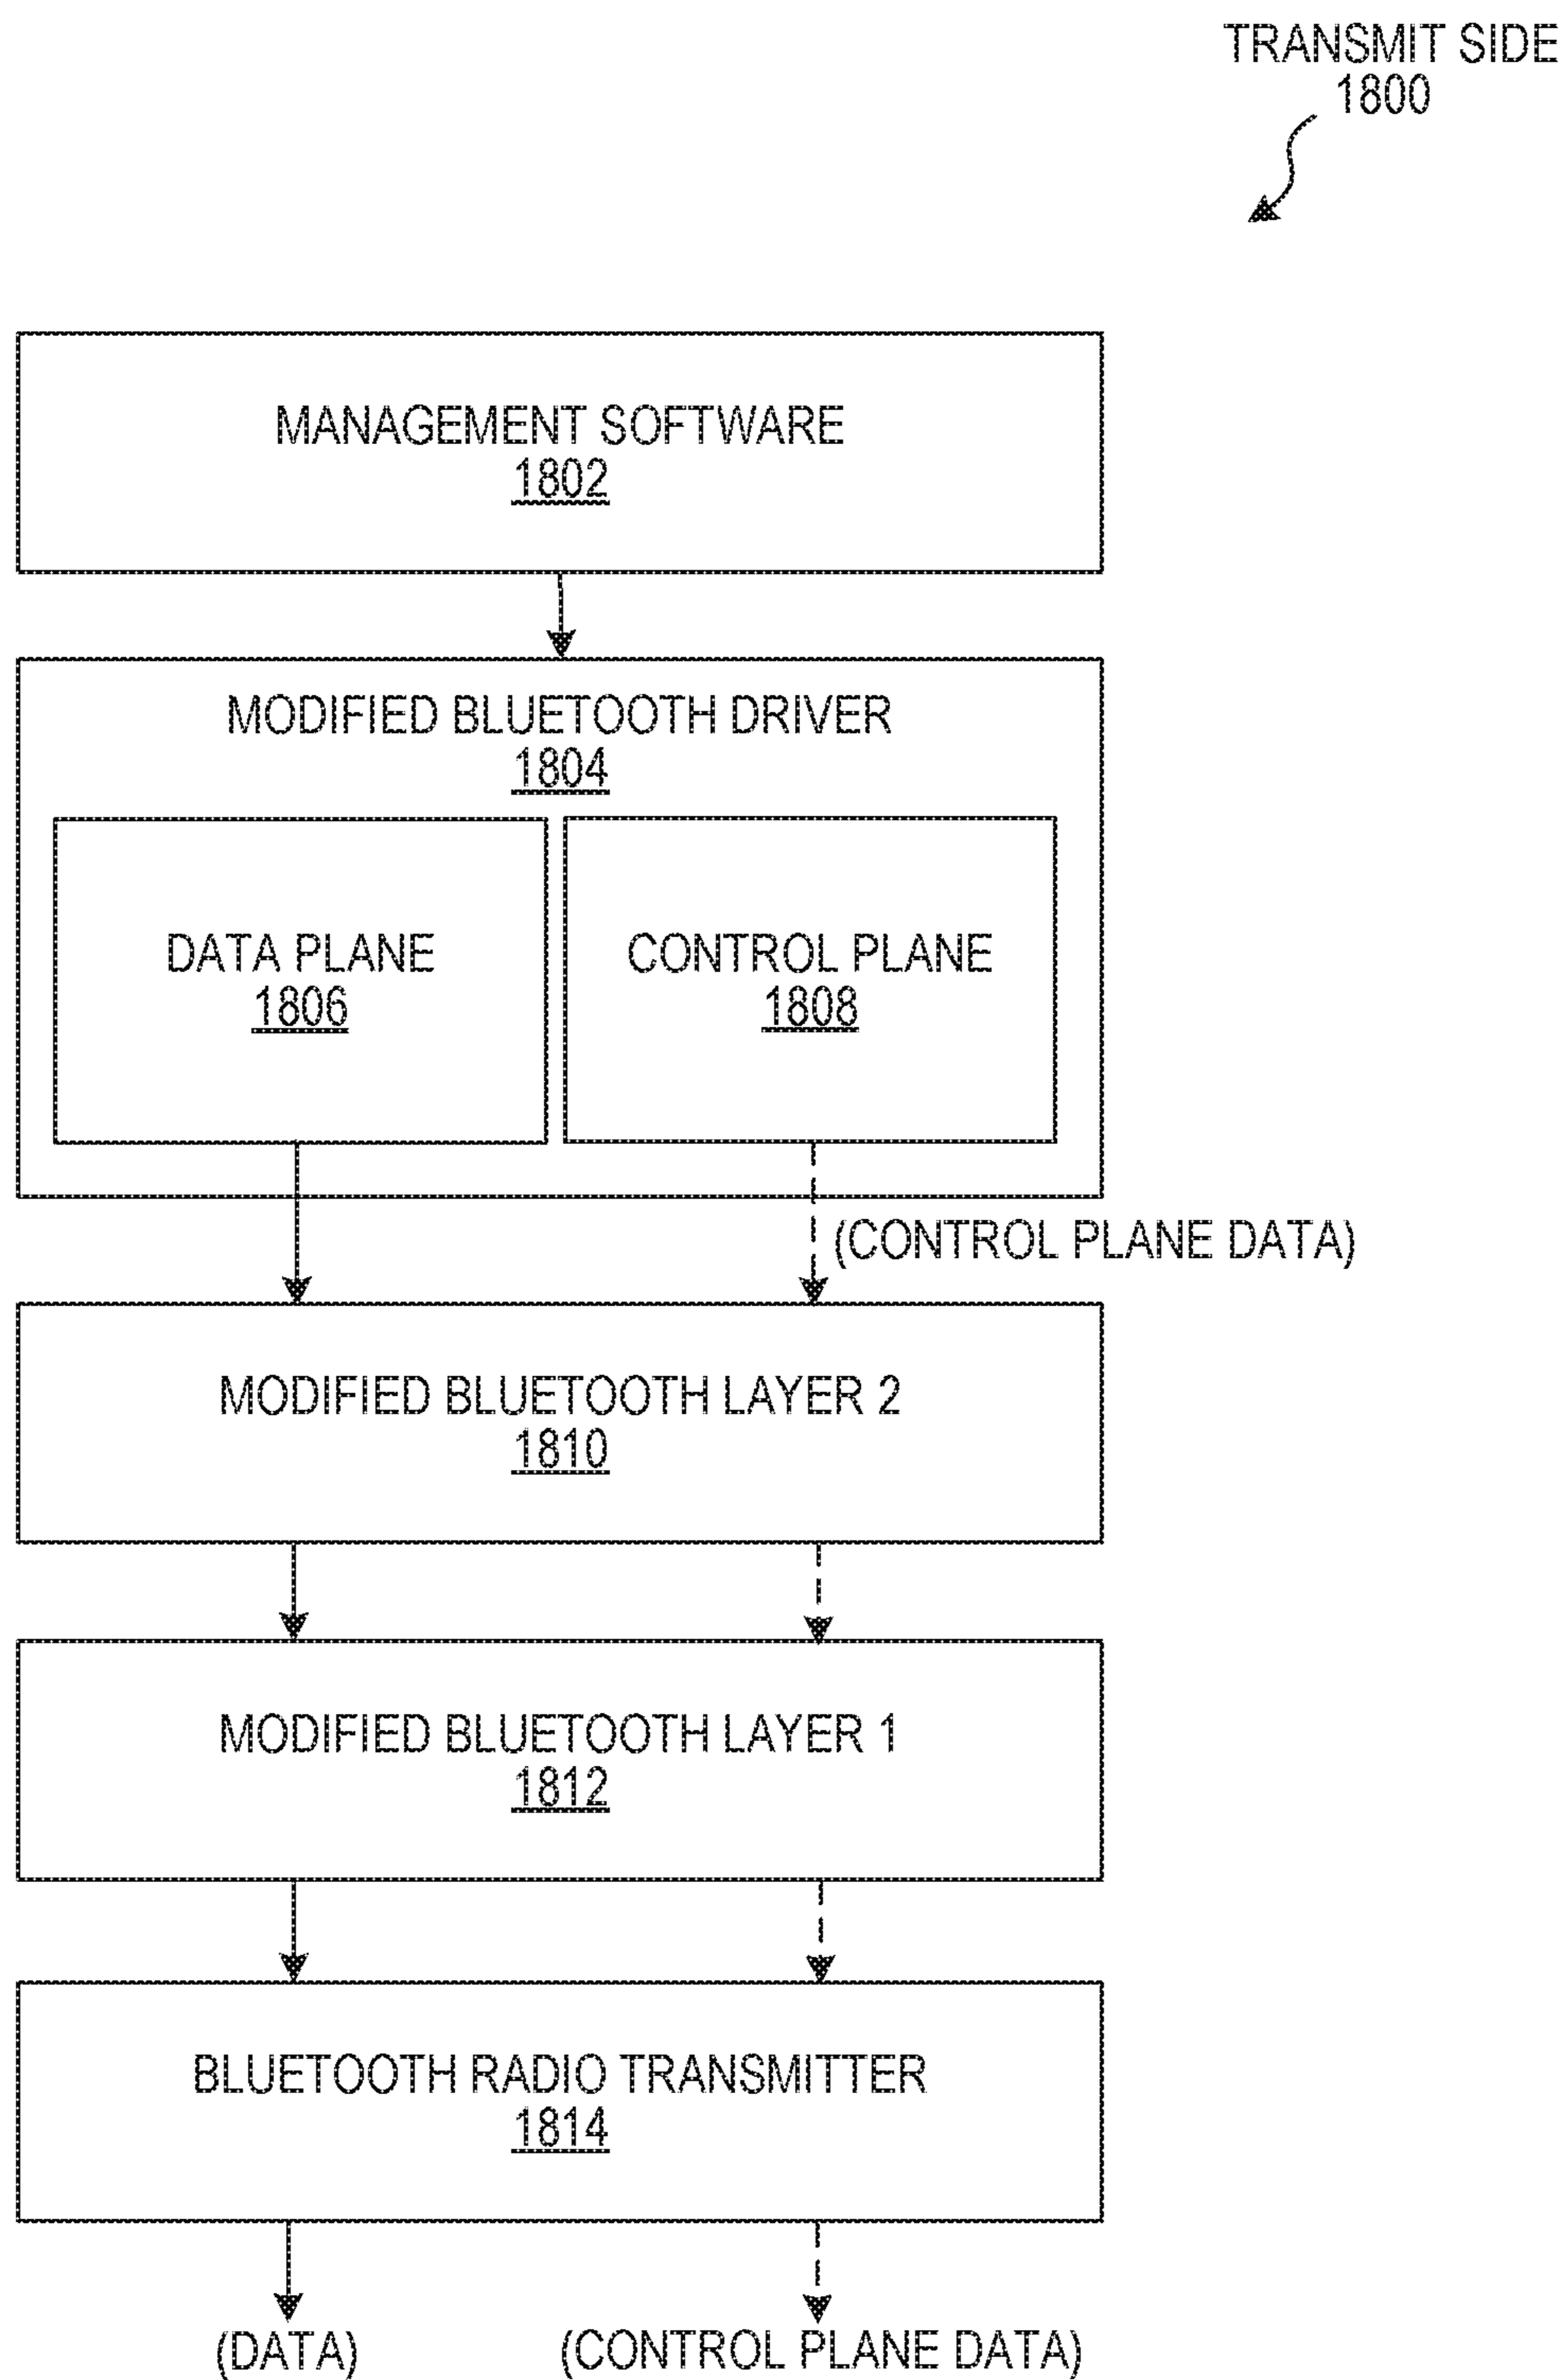 TRANSMIT SIDE
1800
MANAGEMENT SOFTWARE
1802
MODIFIED BLUETOOTH DRIVER
1804
DATA PLANE
1806
CONTROL PLANE
1808
(CONTROL PLANE DATA)
MODIFIED BLUETOOTH LAYER 2
1810
MODIFIED BLUETOOTH LAYER 1
1812
BLUETOOTH RADIO TRANSMITTER
1814
(DATA)
(CONTROL PLANE DATA)